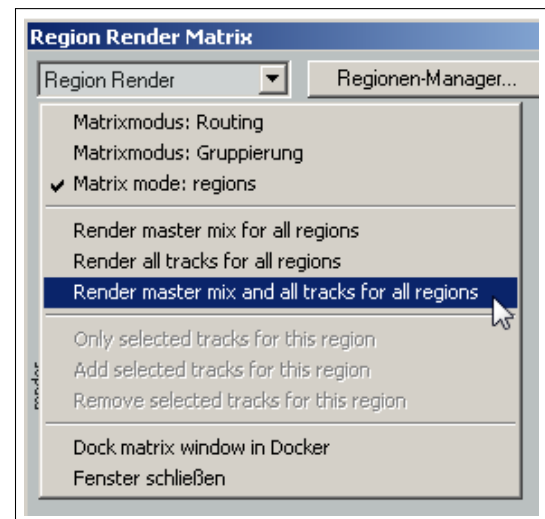 Region Render Matrix
Region Render
Regionen-Manager...
Matrixmodus: Routing
Matrixmodus: Gruppierung
Matrix mode: regions
Render master mix for all regions
Render all tracks for all regions
Render master mix and all tracks for all regions
Only selected tracks for this region
Add selected tracks for this region
Remove selected tracks for this region
render
Dock matrix window in Docker
Fenster schließen